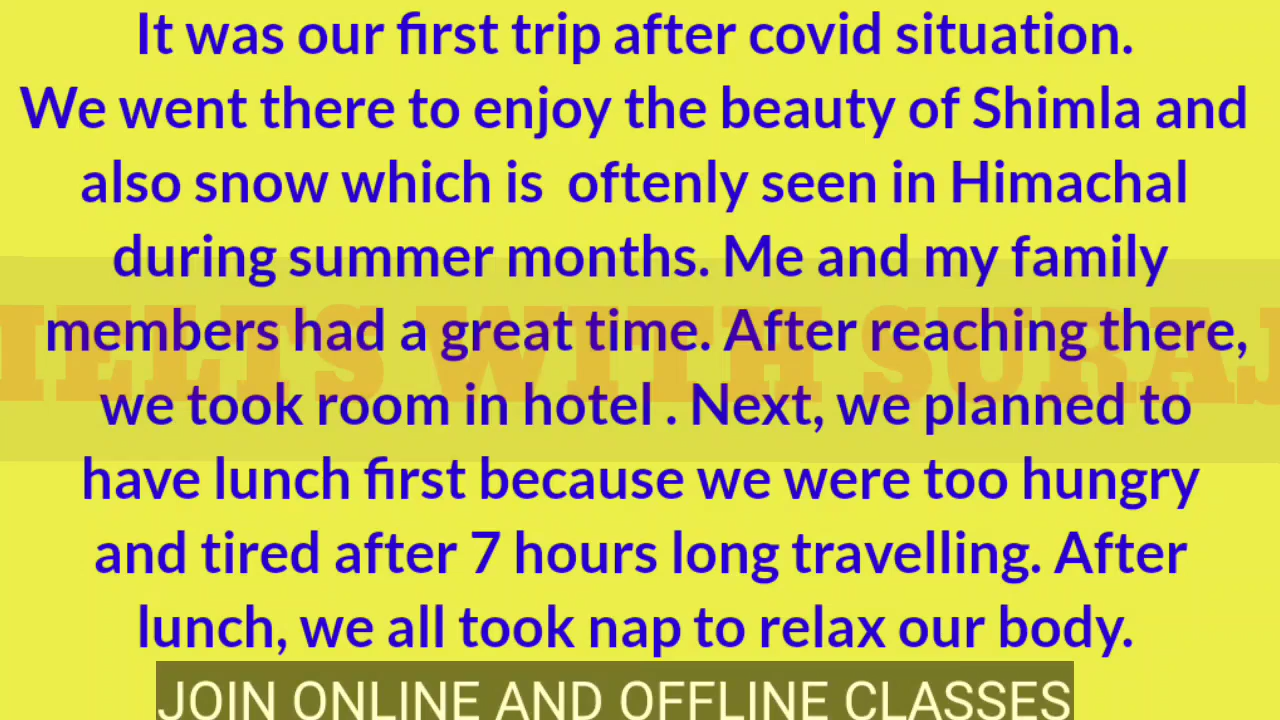 It was our first trip after covid situation.
We went there to enjoy the beauty of Shimla and
also snow which is oftenly seen in Himachal
during summer months. Me and my family
members had a great time. After reaching there,
we took room in hotel . Next, we planned to
have lunch first because we were too hungry
and tired after 7 hours long travelling. After
lunch, we all took nap to relax our body.
IELTS WITH SURAJ
JOIN ONLINE AND OFFLINE CLASSES